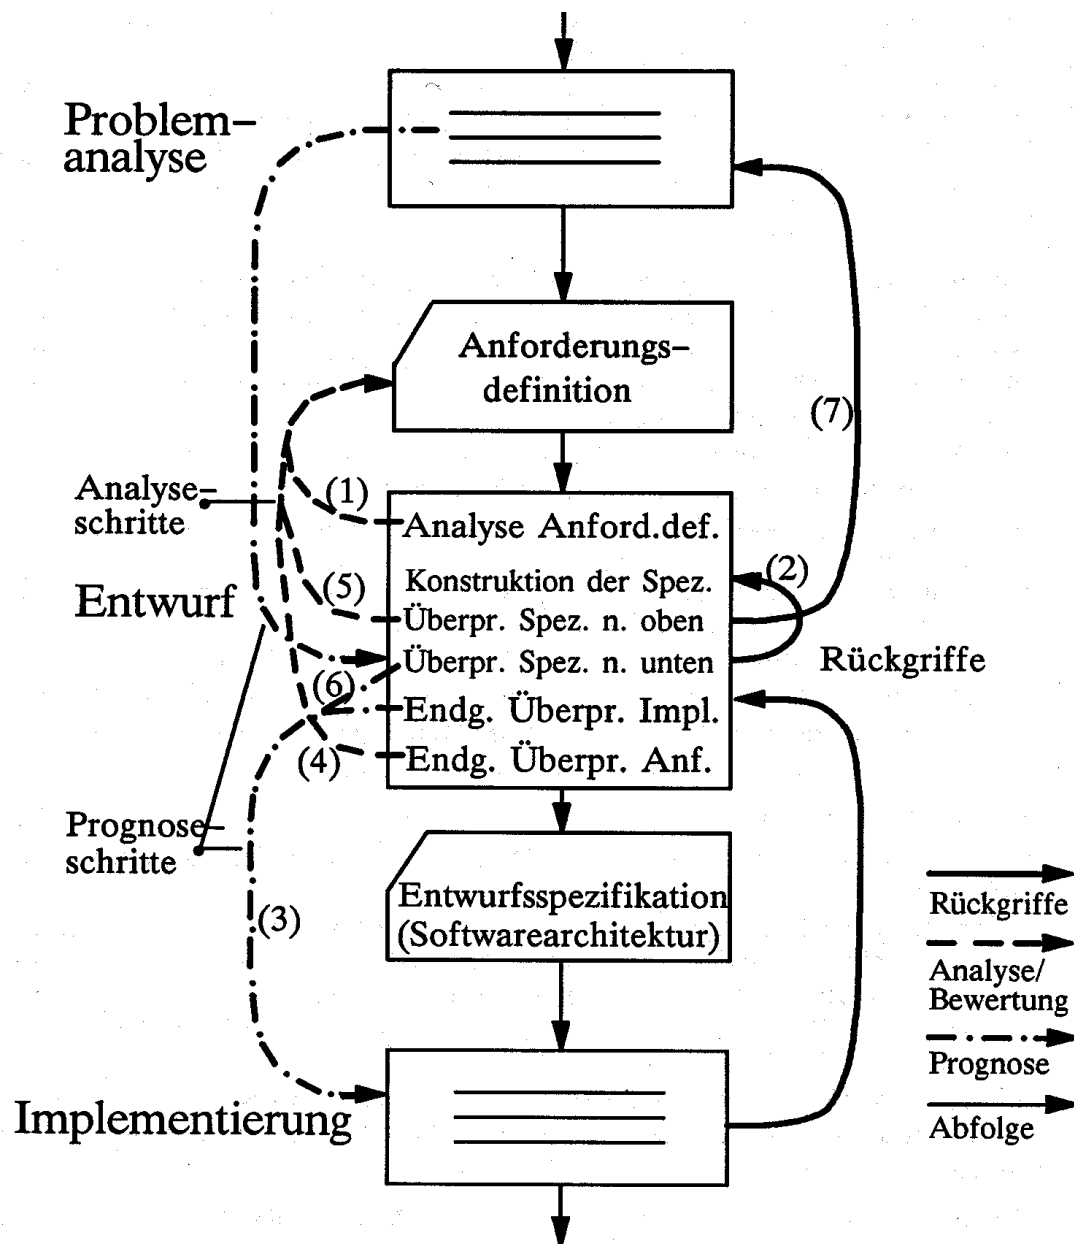 Problem-
analyse
Anforderungs-
definition
(7)
Analyse-
schritte
(1)
Analyse Anford.def.
(2)
Konstruktion der Spez.
(5)
Entwurf
Überpr. Spez. n. oben
Überpr. Spez. n. unten
Rückgriffe
(6)
Endg. Überpr. Impl.
(4)
Endg. Überpr. Anf.
Prognose-
schritte
Entwurfsspezifikation
(Softwarearchitektur)
(3)
Rückgriffe
Analyse/
Bewertung
Prognose
Abfolge
Implementierung